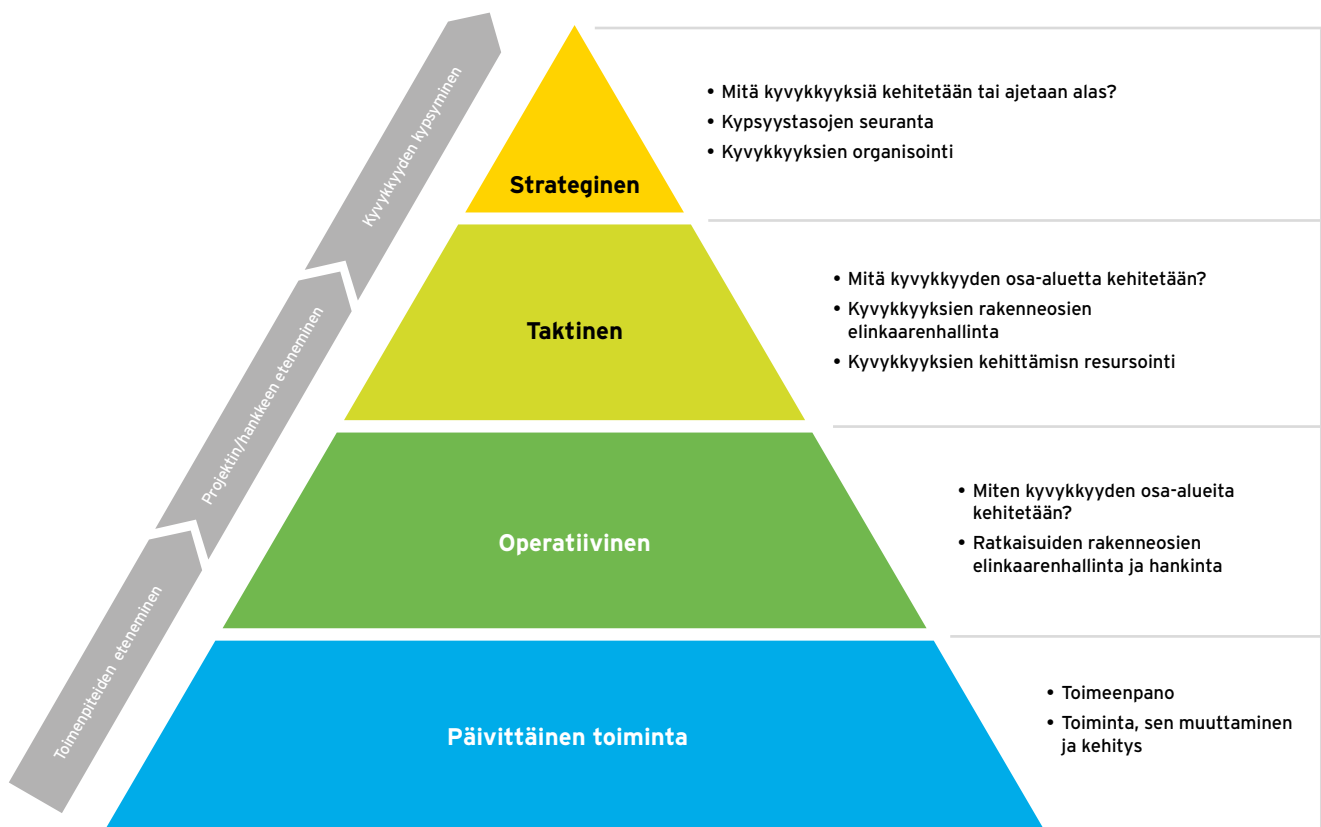 Kyvykkyyden kypsyminen
Projektin/hankkeen eteneminen
Toimenpiteiden eteneminen
Strateginen
• Mitä kyvykkyyksiä kehitetään tai ajetaan alas?
• Kypsyystasojen seuranta
• Kyvykkyyksien organisointi
Taktinen
• Mitä kyvykkyyden osa-aluetta kehitetään?
• Kyvykkyyksien rakenneosien
elinkaarenhallinta
• Kyvykkyyksien kehittämisn resursointi
Operatiivinen
• Miten kyvykkyyden osa-alueita
kehitetään?
• Ratkaisuiden rakenneosien
elinkaarenhallinta ja hankinta
Päivittäinen toiminta
• Toimeenpano
• Toiminta, sen muuttaminen
ja kehitys